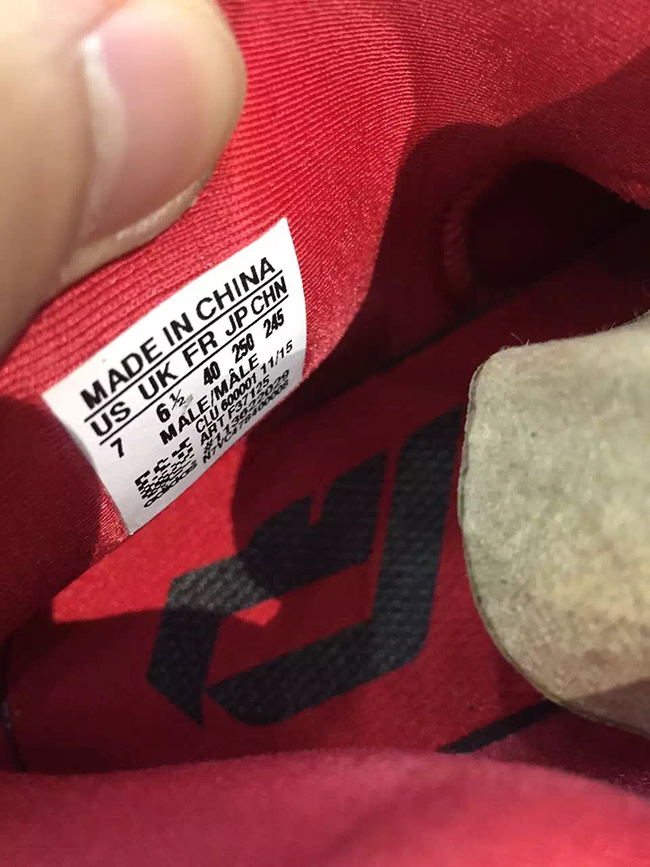 MADE IN CHINA
US UK FR JP CHN
7 6½ 40 250 245
MALE/MÂLE
CLU 600001 11/15
ART F37125
adidas